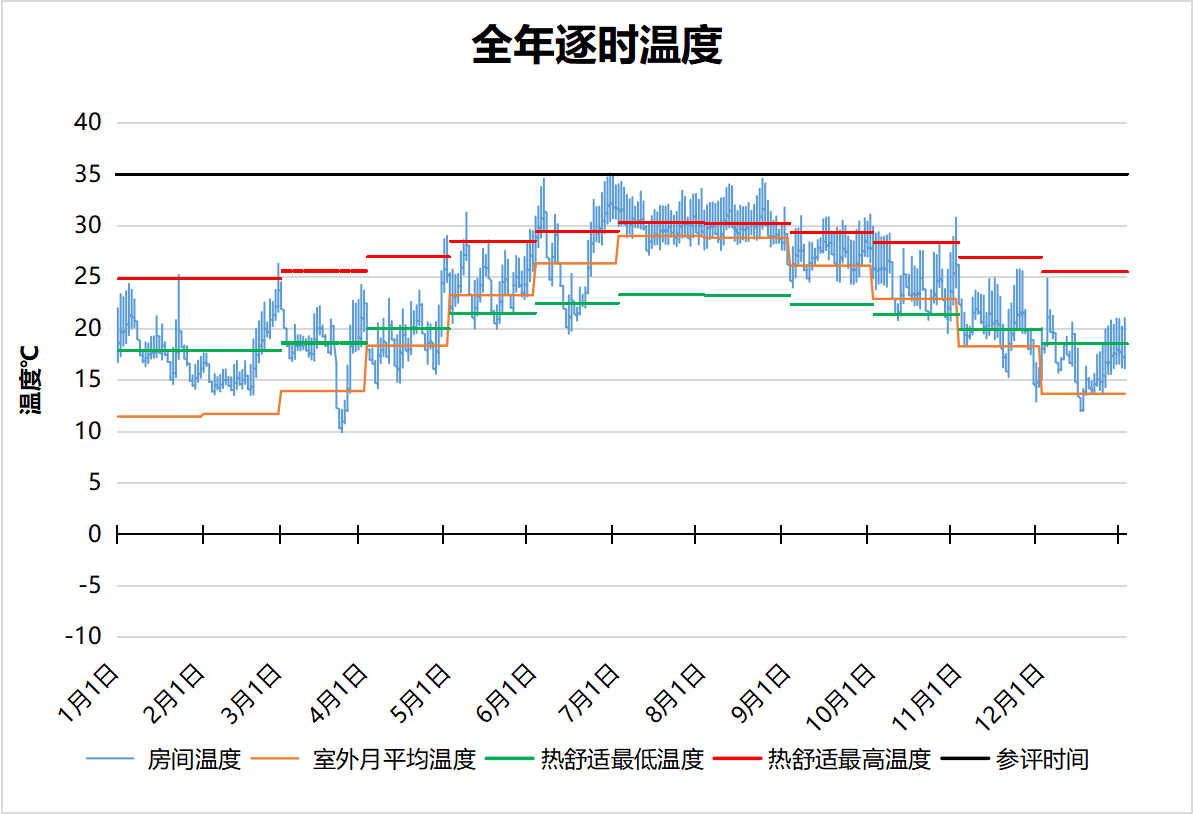 全年逐时温度
温度℃
40
35
30
25
20
15
10
5
0
-5
-10
1月1日
2月1日
3月1日
4月1日
5月1日
6月1日
7月1日
8月1日
9月1日
10月1日
11月1日
12月1日
房间温度 室外月平均温度 热舒适最低温度 热舒适最高温度 参评时间